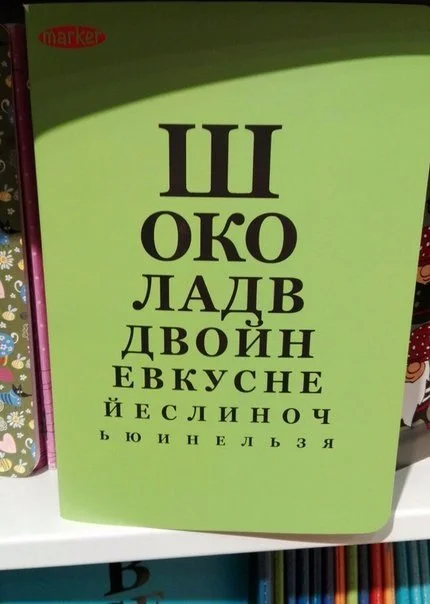 marker
Ш
ОКО
ЛАДВ
ДВОЙН
ЕВКУСНЕ
ЙЕСЛИНОЧ
ЬЮИНЕЛЬЗЯ
В